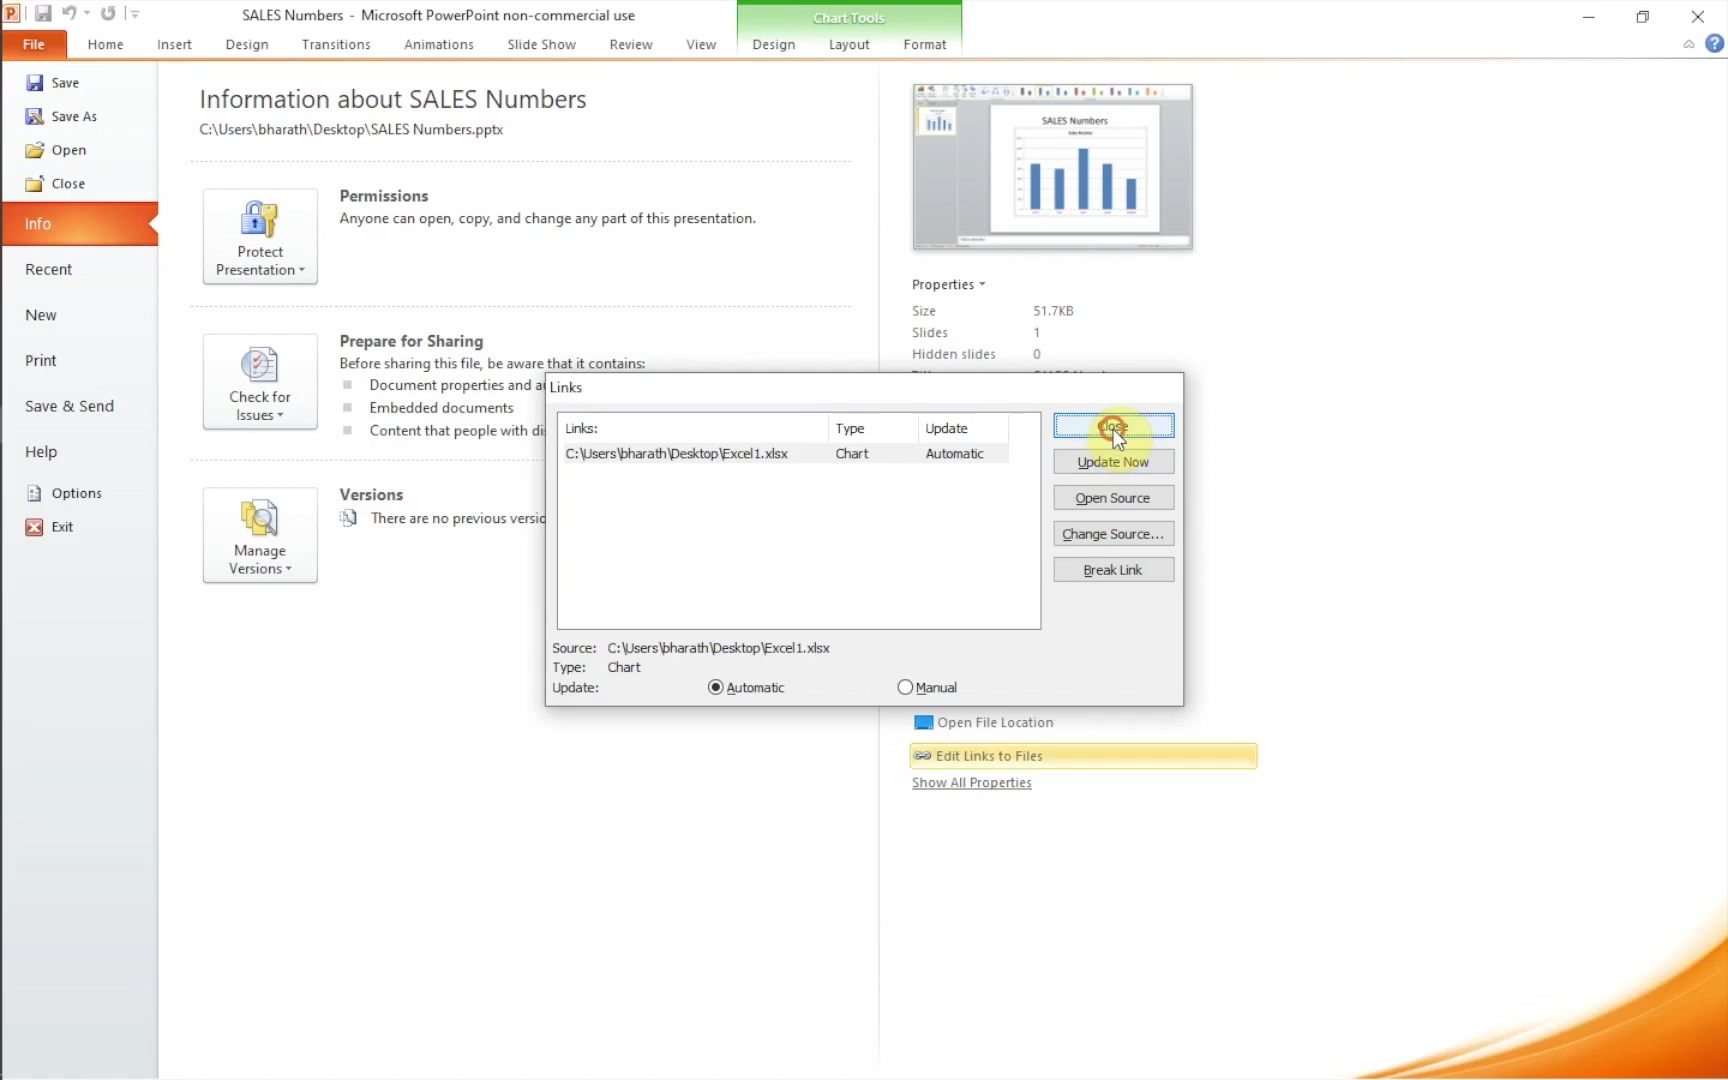 SALES Numbers - Microsoft PowerPoint non-commercial use
Chart Tools
File Home Insert Design Transitions Animations Slide Show Review View Design Layout Format
Save
Save As
Open
Close
Info
Recent
New
Print
Save & Send
Help
Options
Exit
Information about SALES Numbers
C:\Users\bharath\Desktop\SALES Numbers.pptx
Protect
Presentation
Permissions
Anyone can open, copy, and change any part of this presentation.
Check for
Issues
Prepare for Sharing
Before sharing this file, be aware that it contains:
Document properties and
Embedded documents
Content that people with
Manage
Versions
Versions
There are no previous
SALES Numbers
Properties
Size 51.7KB
Slides 1
Hidden slides 0
Links
Links: Type Update
C:\Users\bharath\Desktop\Excel1.xlsx Chart Automatic
Close
Update Now
Open Source
Change Source...
Break Link
Source: C:\Users\bharath\Desktop\Excel1.xlsx
Type: Chart
Update: Automatic Manual
Open File Location
Edit Links to Files
Show All Properties